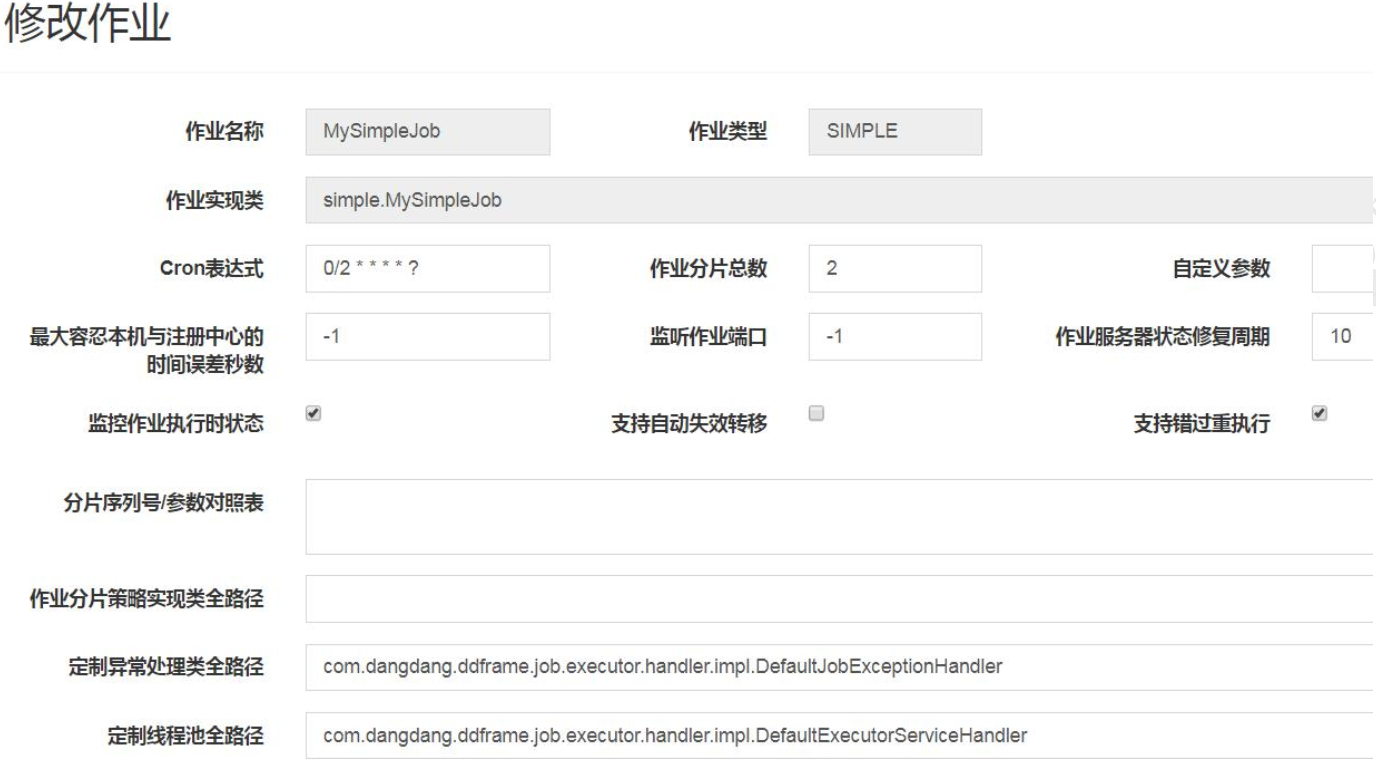 修改作业
作业名称 MySimpleJob 作业类型 SIMPLE
作业实现类 simple.MySimpleJob
Cron表达式 0/2 * * * * ? 作业分片总数 2 自定义参数
最大容忍本机与注册中心的 -1 监听作业端口 -1 作业服务器状态修复周期 10
时间误差秒数
监控作业执行时状态 支持自动失效转移 支持错过重执行
分片序列号/参数对照表
作业分片策略实现类全路径
定制异常处理类全路径 com.dangdang.ddframe.job.executor.handler.impl.DefaultJobExceptionHandler
定制线程池全路径 com.dangdang.ddframe.job.executor.handler.impl.DefaultExecutorServiceHandler